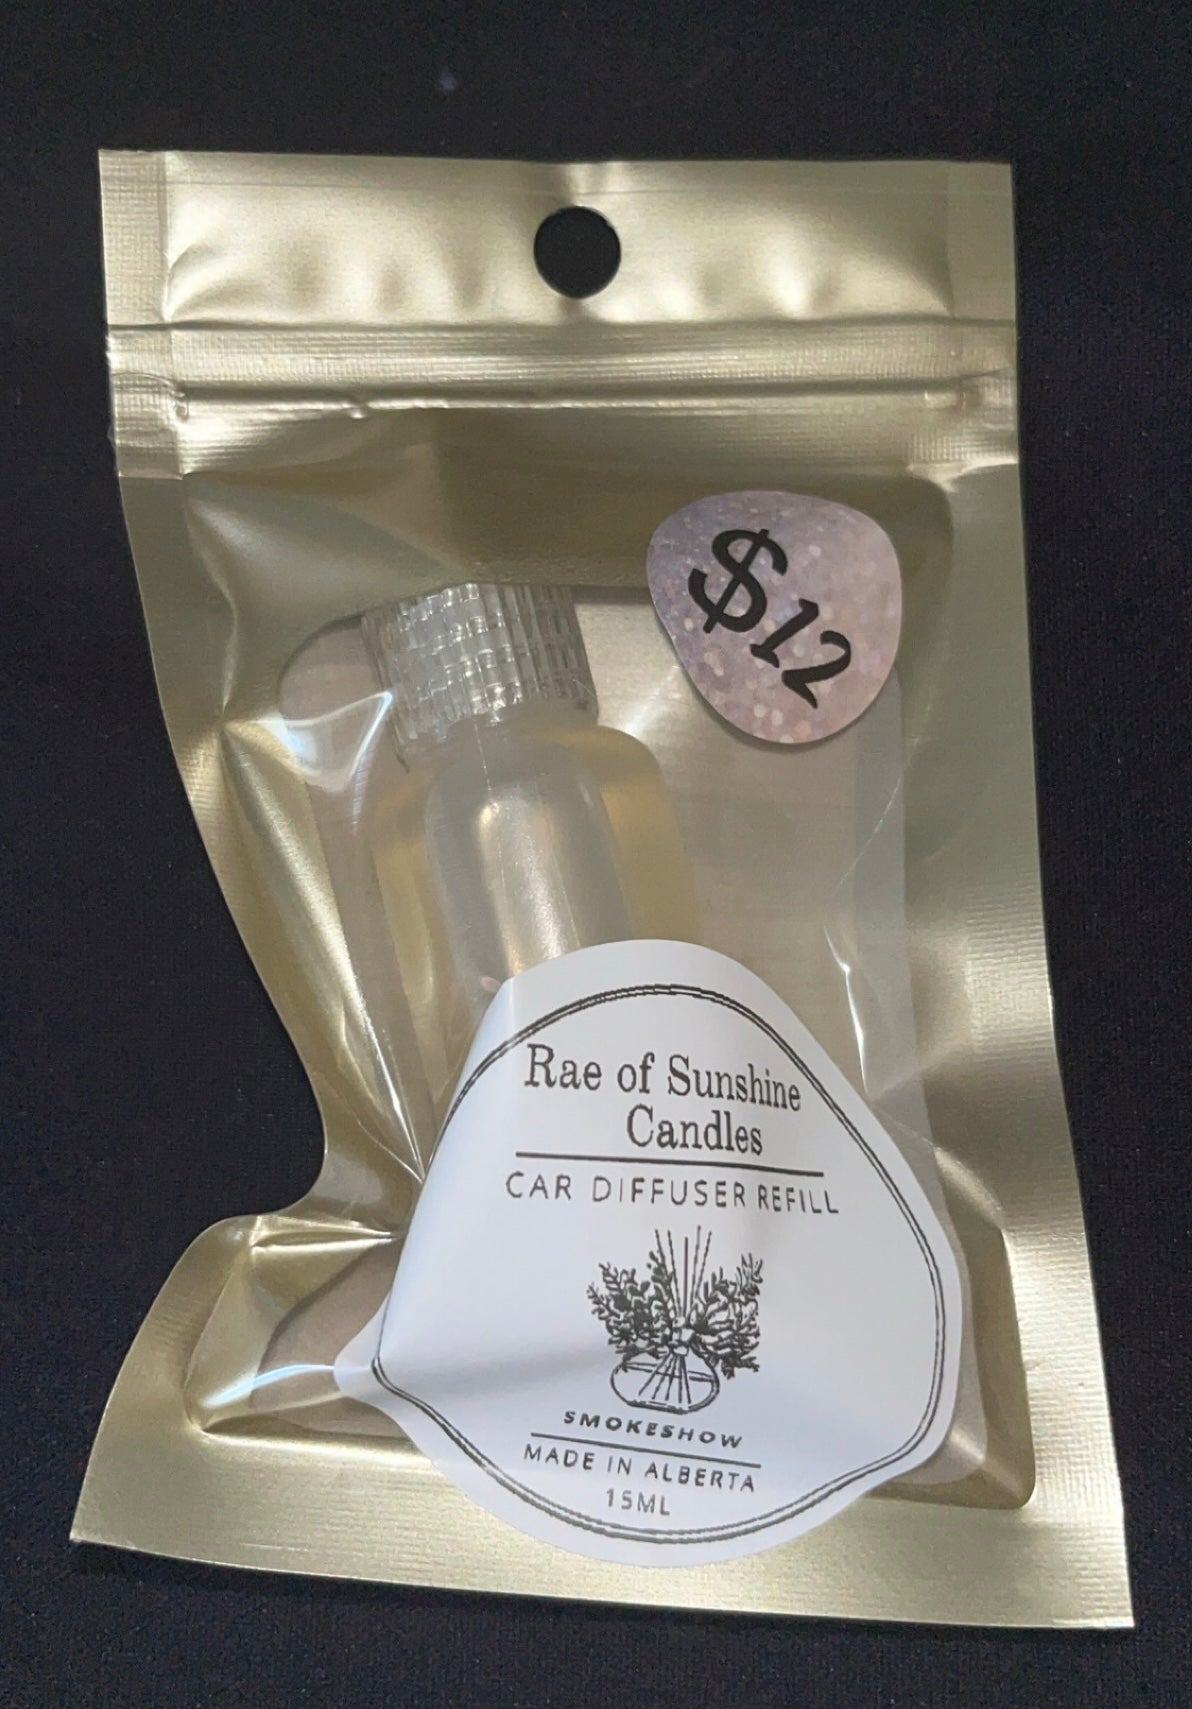 $12
Rae of Sunshine
Candles
CAR DIFFUSER REFILL
SMOKESHOW
MADE IN ALBERTA
15ML